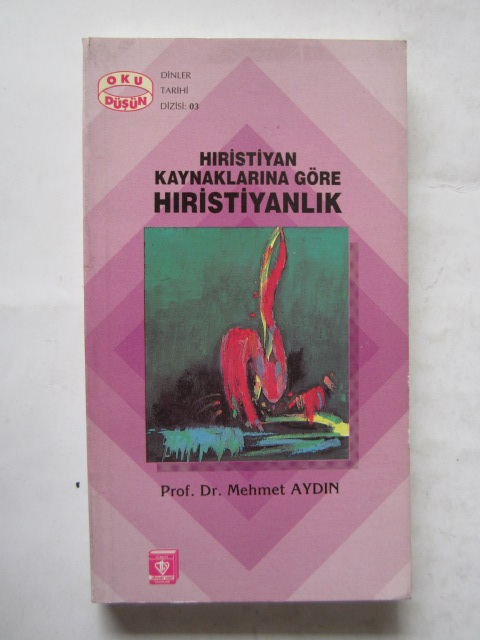 OKU
DÜŞÜN
DİNLER
TARİHİ
DİZİSİ: 03
HIRİSTİYAN
KAYNAKLARINA GÖRE
HIRİSTİYANLIK
Prof. Dr. Mehmet AYDIN